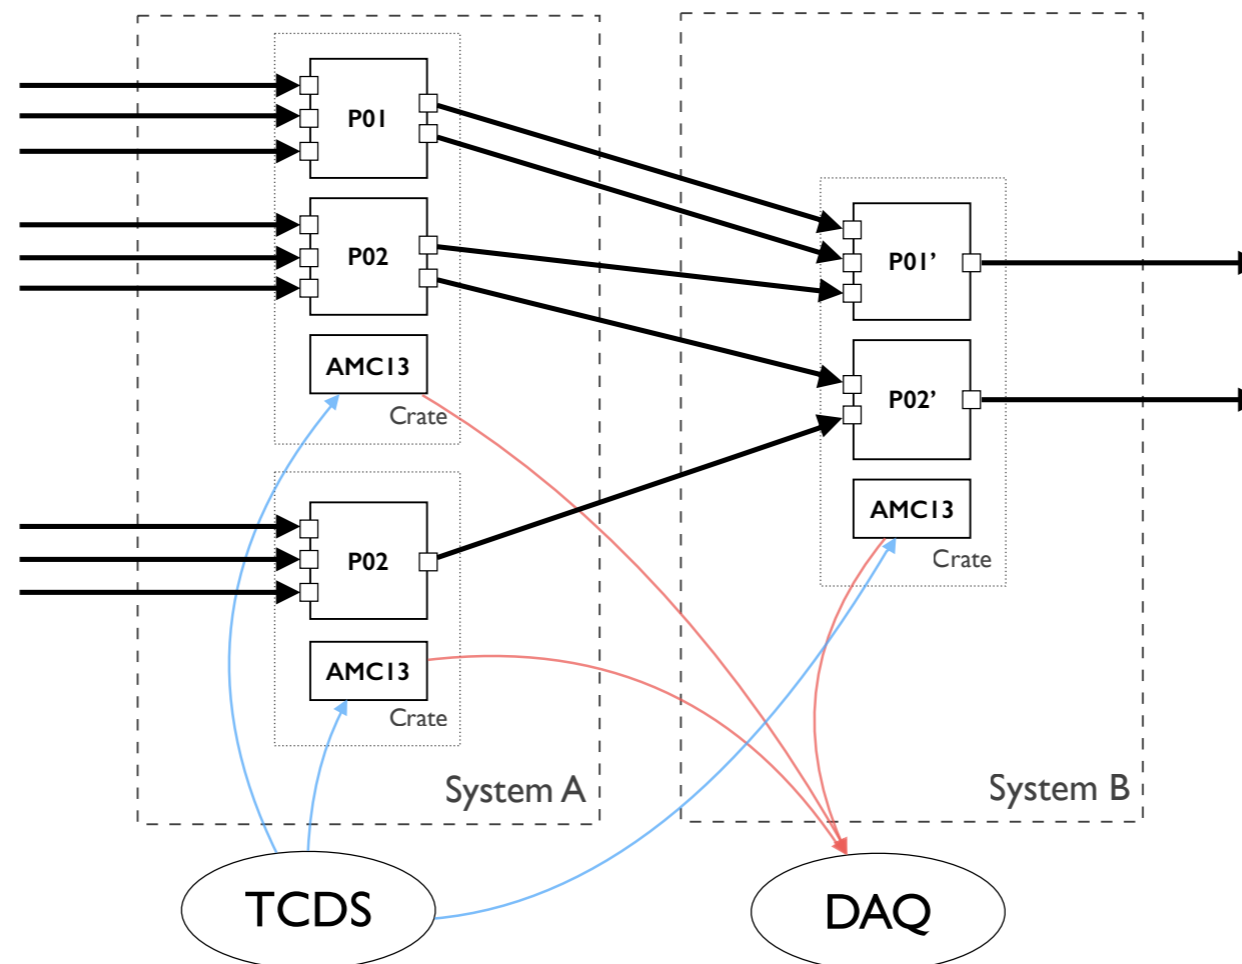 P01
P02
AMC13
Crate
P02
AMC13
Crate
System A
P01’
P02’
AMC13
Crate
System B
TCDS
DAQ